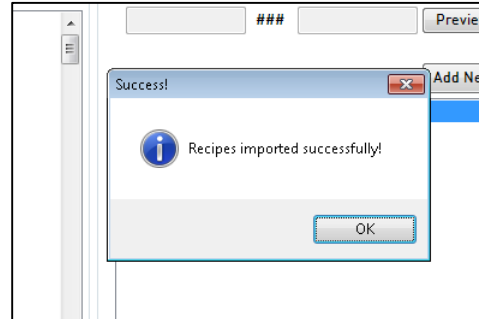 ###
Previe
Add Ne
Success!
Recipes imported successfully!
OK